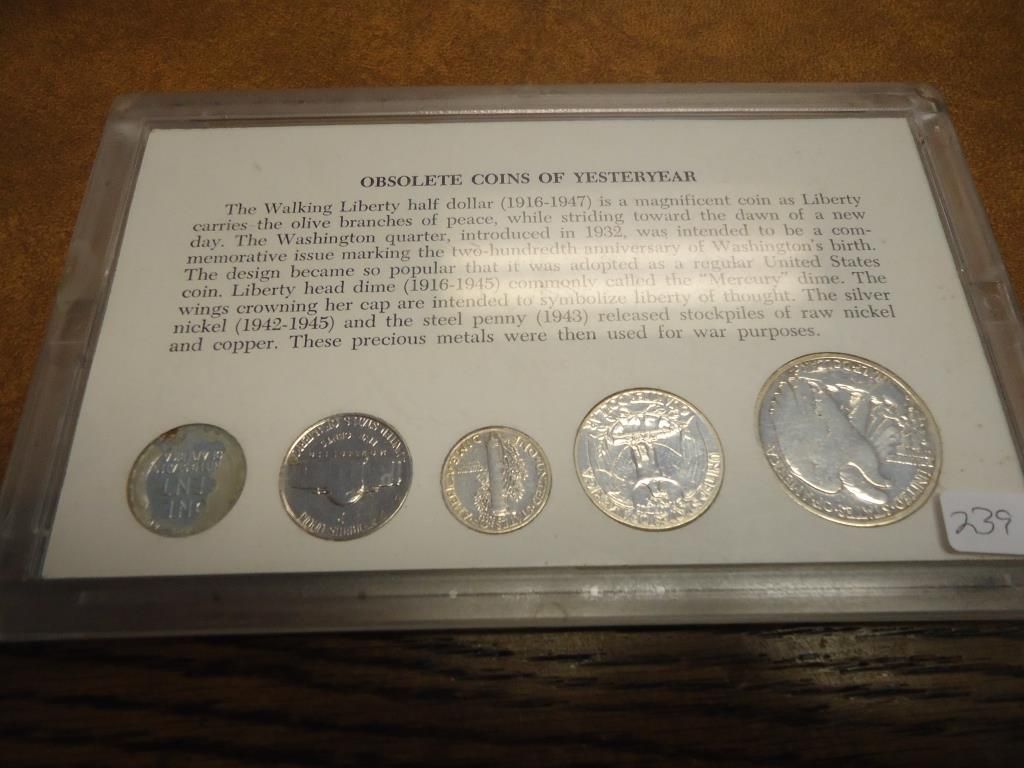 OBSOLETE COINS OF YESTERYEAR
The Walking Liberty half dollar (1916-1947) is a magnificent coin as Liberty
carries the olive branches of peace, while striding toward the dawn of a new
day. The Washington quarter, introduced in 1932, was intended to be a com-
memorative issue marking the two-hundredth anniversary of Washington's birth.
The design became so popular that it was adopted as a regular United States
coin. Liberty head dime (1916-1945) commonly called the "Mercury" dime. The
wings crowning her cap are intended to symbolize liberty of thought. The silver
nickel (1942-1945) and the steel penny (1943) released stockpiles of raw nickel
and copper. These precious metals were then used for war purposes.
239